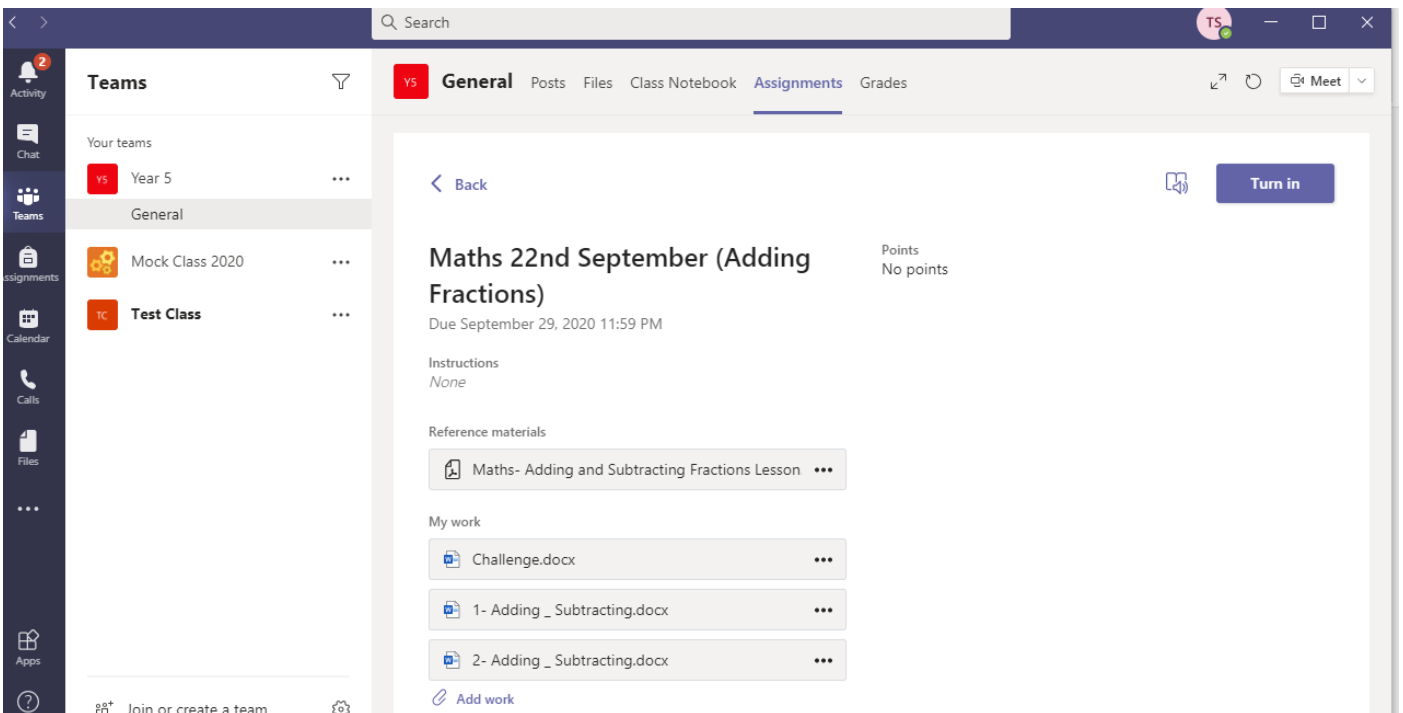 Search
TS
2
Activity
Chat
Teams
ssignments
Calendar
Calls
Files
Apps
Teams
Your teams
Y5 Year 5
General
Mock Class 2020
TC Test Class
Join or create a team
Y5 General Posts Files Class Notebook Assignments Grades
Meet
Back
Turn in
Maths 22nd September (Adding
Fractions)
Due September 29, 2020 11:59 PM
Points
No points
Instructions
None
Reference materials
Maths- Adding and Subtracting Fractions Lesson
My work
Challenge.docx
1- Adding _ Subtracting.docx
2- Adding _ Subtracting.docx
Add work